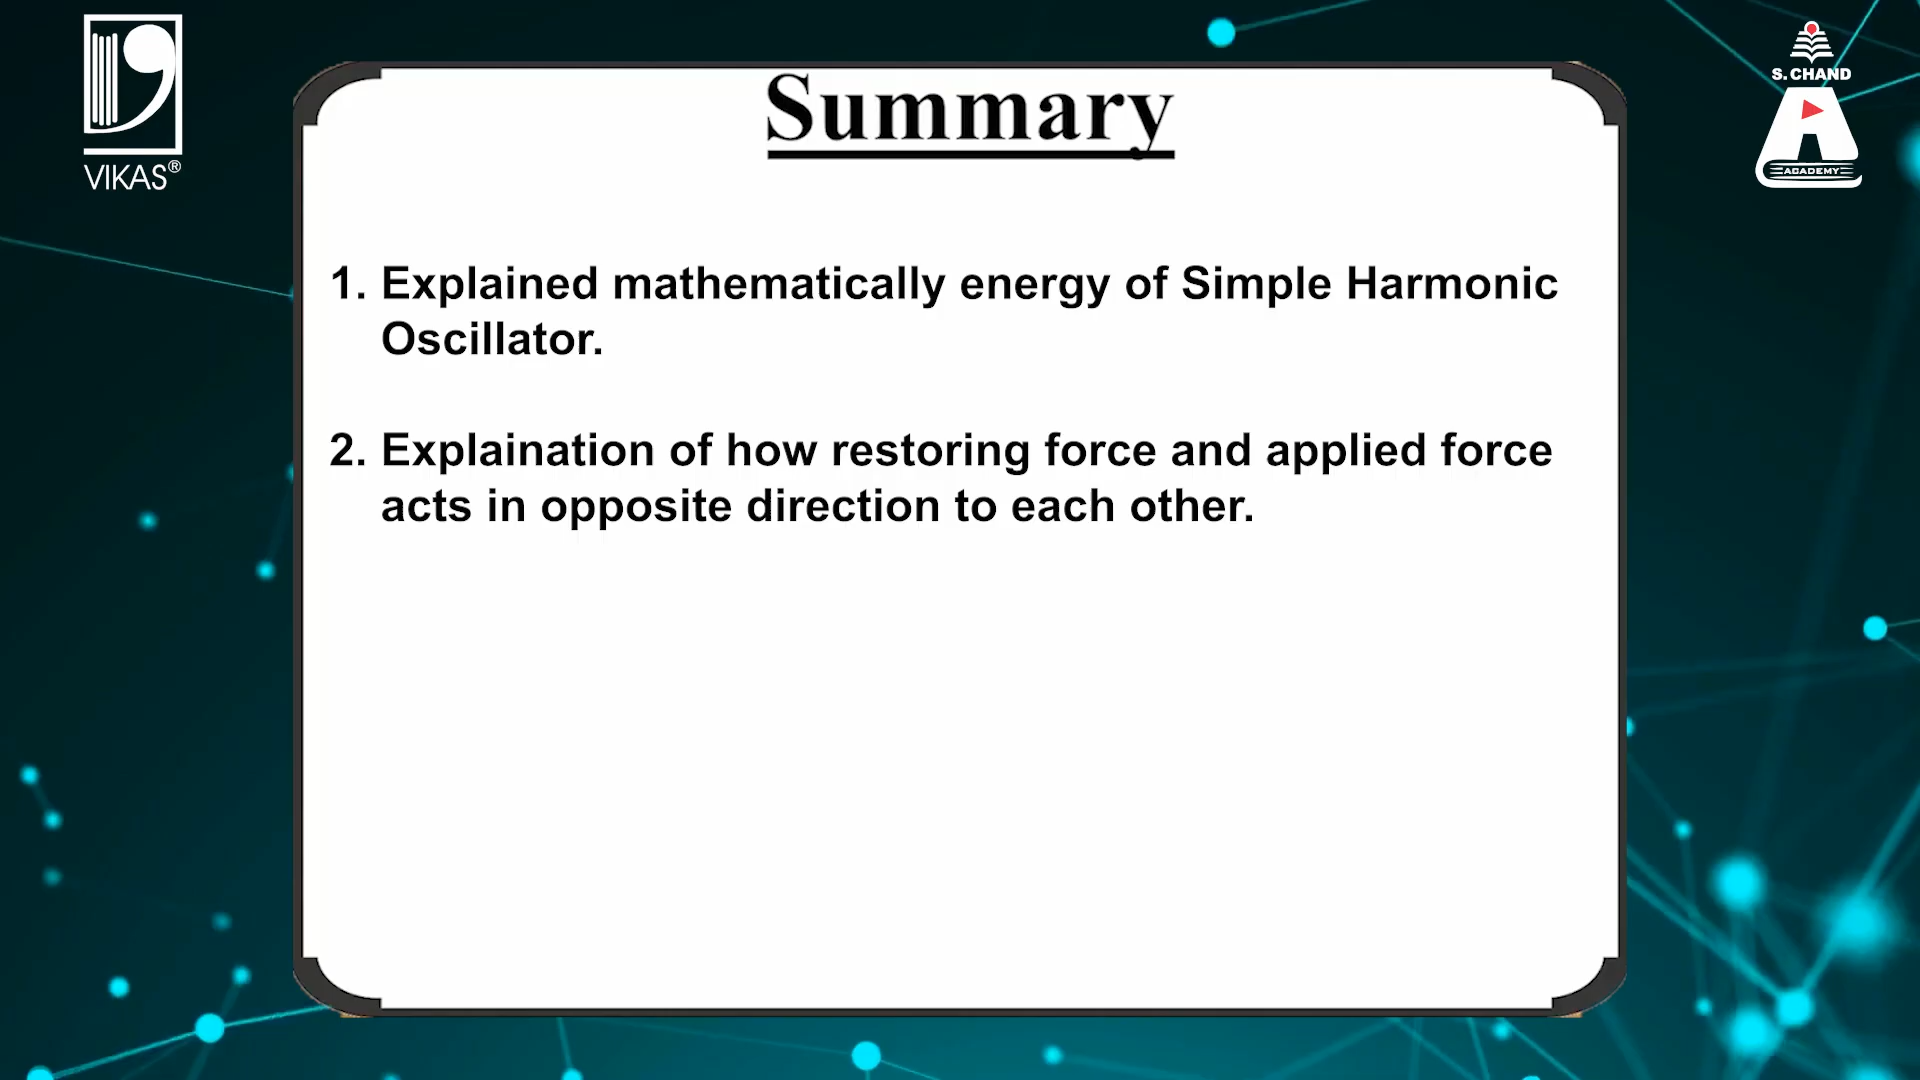 VIKAS®
S. CHAND
ACADEMY
Summary
1. Explained mathematically energy of Simple Harmonic
Oscillator.
2. Explaination of how restoring force and applied force
acts in opposite direction to each other.